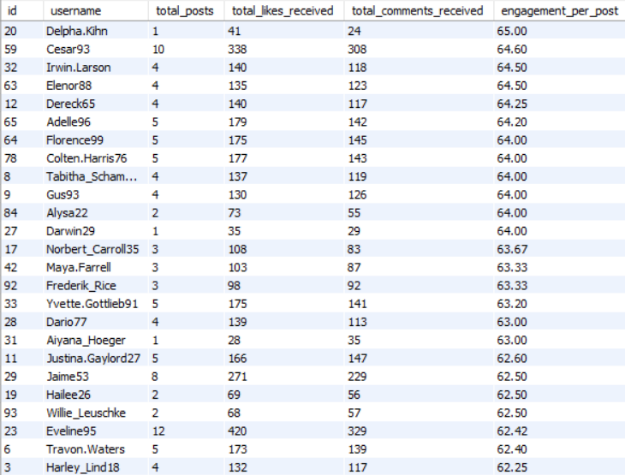 id username total_posts total_likes_received total_comments_received engagement_per_post
20 Delpha.Kihn 1 41 24 65.00
59 Cesar93 10 338 308 64.60
32 Irwin.Larson 4 140 118 64.50
63 Elenor88 4 135 123 64.50
12 Dereck65 4 140 117 64.25
65 Adelle96 5 179 142 64.20
64 Florence99 5 175 145 64.00
78 Colten.Harris76 5 177 143 64.00
8 Tabitha_Scham... 4 137 119 64.00
9 Gus93 4 130 126 64.00
84 Alysa22 2 73 55 64.00
27 Darwin29 1 35 29 64.00
17 Norbert_Carroll35 3 108 83 63.67
42 Maya.Farrell 3 103 87 63.33
92 Frederik_Rice 3 98 92 63.33
33 Yvette.Gottlieb91 5 175 141 63.20
28 Dario77 4 139 113 63.00
31 Aiyana_Hoeger 1 28 35 63.00
11 Justina.Gaylord27 5 166 147 62.60
29 Jaime53 8 271 229 62.50
19 Hailee26 2 69 56 62.50
93 Willie_Leuschke 2 68 57 62.50
23 Eveline95 12 420 329 62.42
6 Travon.Waters 5 173 139 62.40
3 Harley_Lind18 4 132 117 62.25